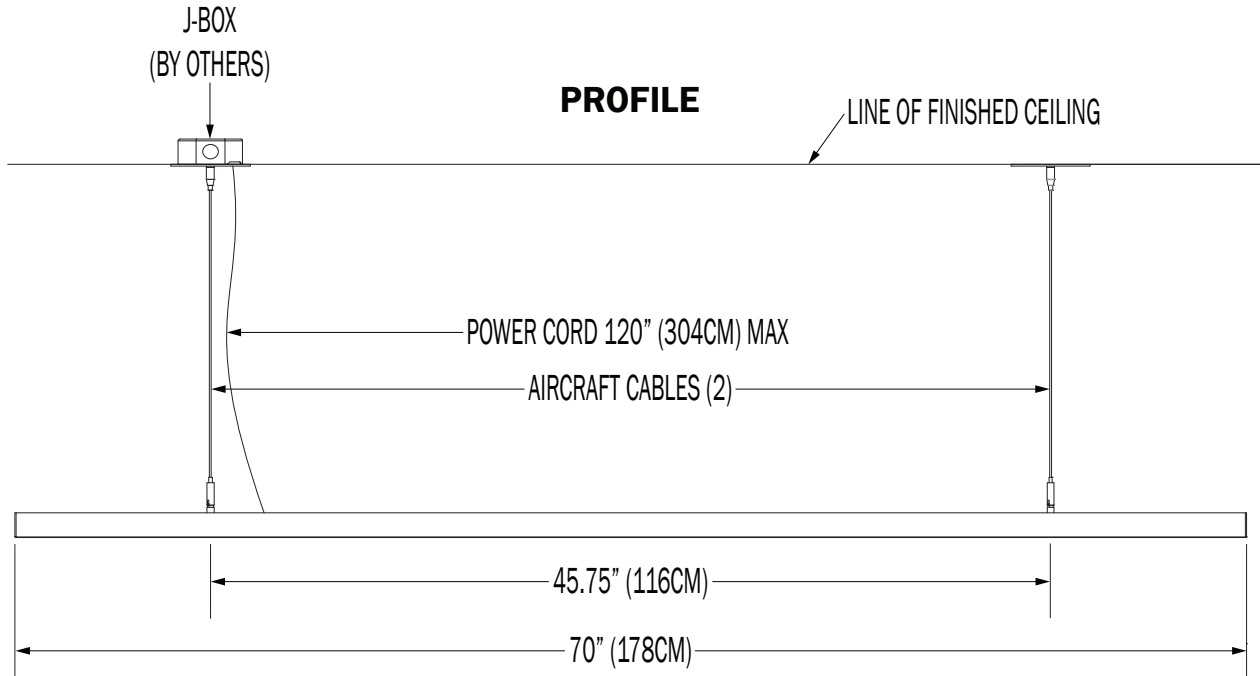 J-BOX
(BY OTHERS)
PROFILE
LINE OF FINISHED CEILING
POWER CORD 120” (304CM) MAX
AIRCRAFT CABLES (2)
45.75” (116CM)
70” (178CM)